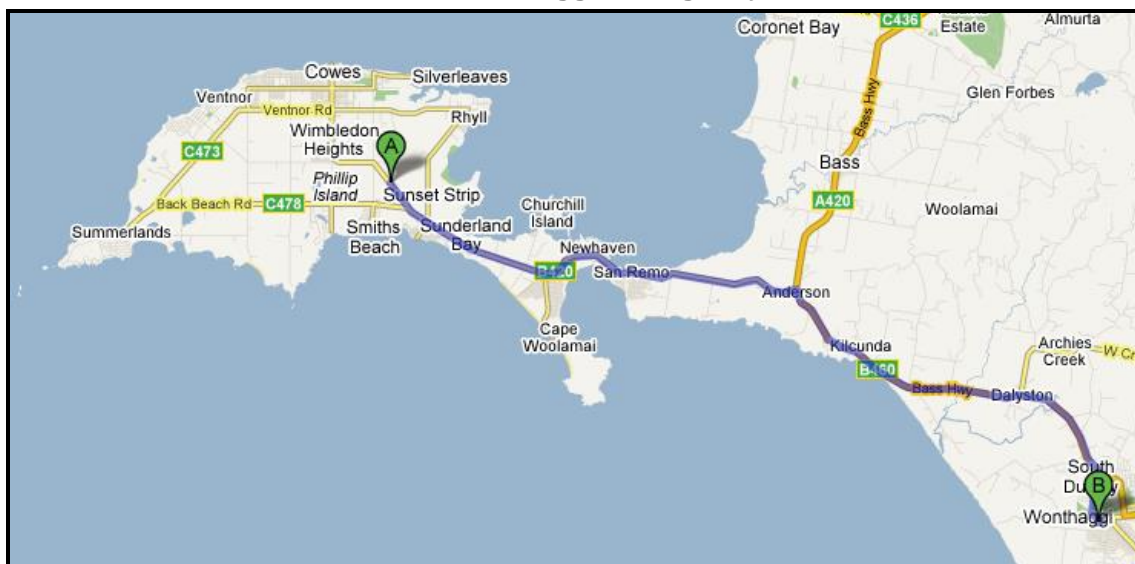 Coronet Bay
C436
Estate
Almurta
Cowes
Silverleaves
Glen Forbes
Ventnor
Ventnor Rd
Rhyll
Bass Hwy
Wimbledon
Heights
A
C473
Bass
Phillip
Island
Sunset Strip
A420
Back Beach Rd
C478
Churchill
Island
Woolamai
Summerlands
Smiths
Beach
Sunderland
Bay
Newhaven
San Remo
Anderson
Cape
Woolamai
Kilcunda
Archies
Creek
W Cr
B460
Bass Hwy
Dalyston
South
B
Wonthaggi